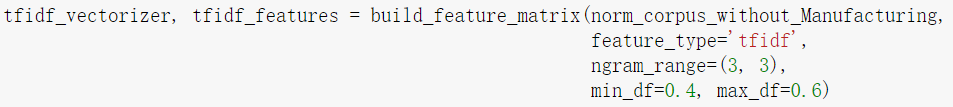 tfidf_vectorizer, tfidf_features = build_feature_matrix(norm_corpus_without_Manufacturing,
feature_type='tfidf',
ngram_range=(3, 3),
min_df=0.4, max_df=0.6)